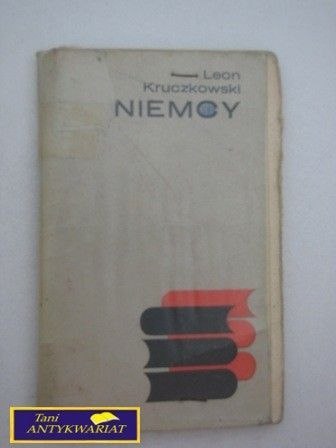 Leon
Kruczkowski
NIEMCY
Tani
ANTYKWARIAT